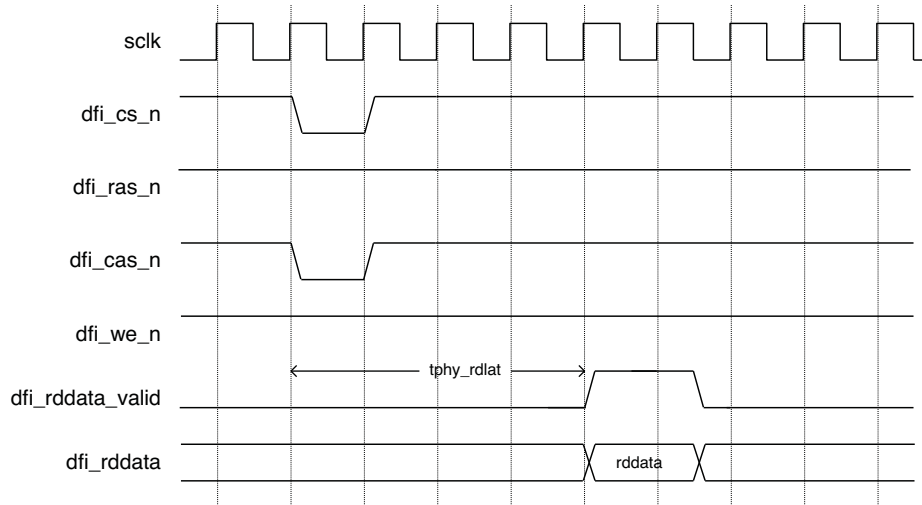 sclk
dfi_cs_n
dfi_ras_n
dfi_cas_n
dfi_we_n
tphy_rdlat
dfi_rddata_valid
dfi_rddata
rddata